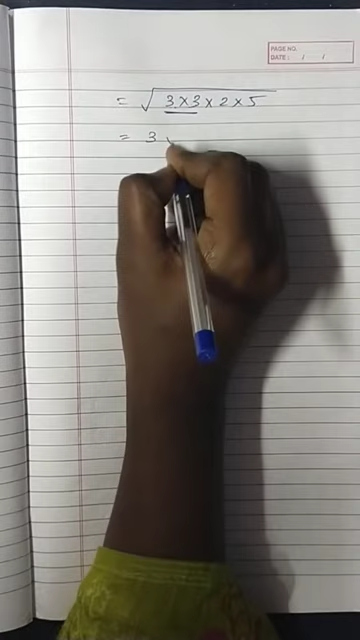 PAGE NO.
DATE: / /
= √3×3×2×5
= 3